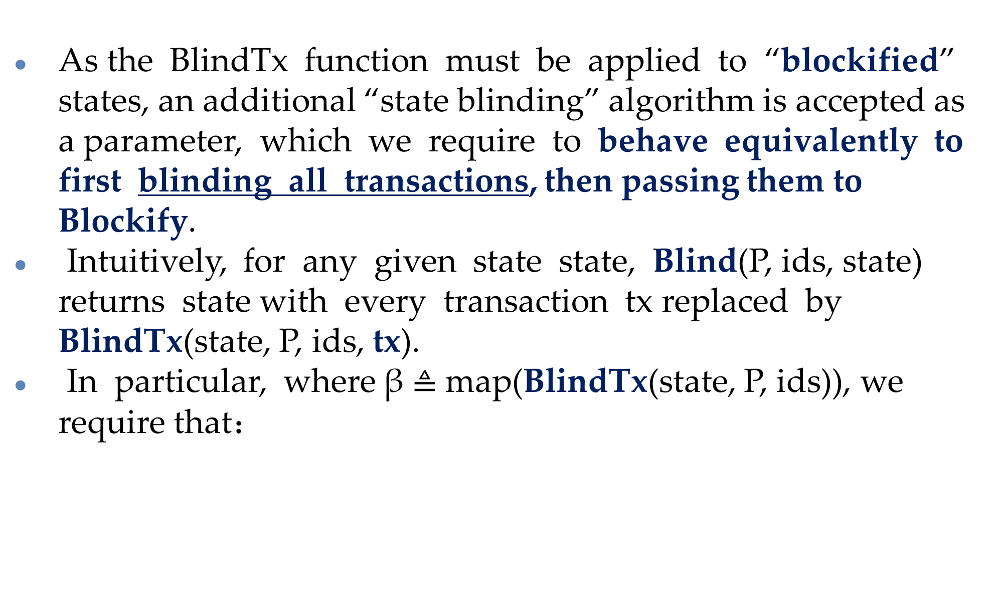 • As the BlindTx function must be applied to “blockified”
states, an additional “state blinding” algorithm is accepted as
a parameter, which we require to behave equivalently to
first blinding all transactions, then passing them to
Blockify.
• Intuitively, for any given state state, Blind(P, ids, state)
returns state with every transaction tx replaced by
BlindTx(state, P, ids, tx).
• In particular, where β ≜ map(BlindTx(state, P, ids)), we
require that: